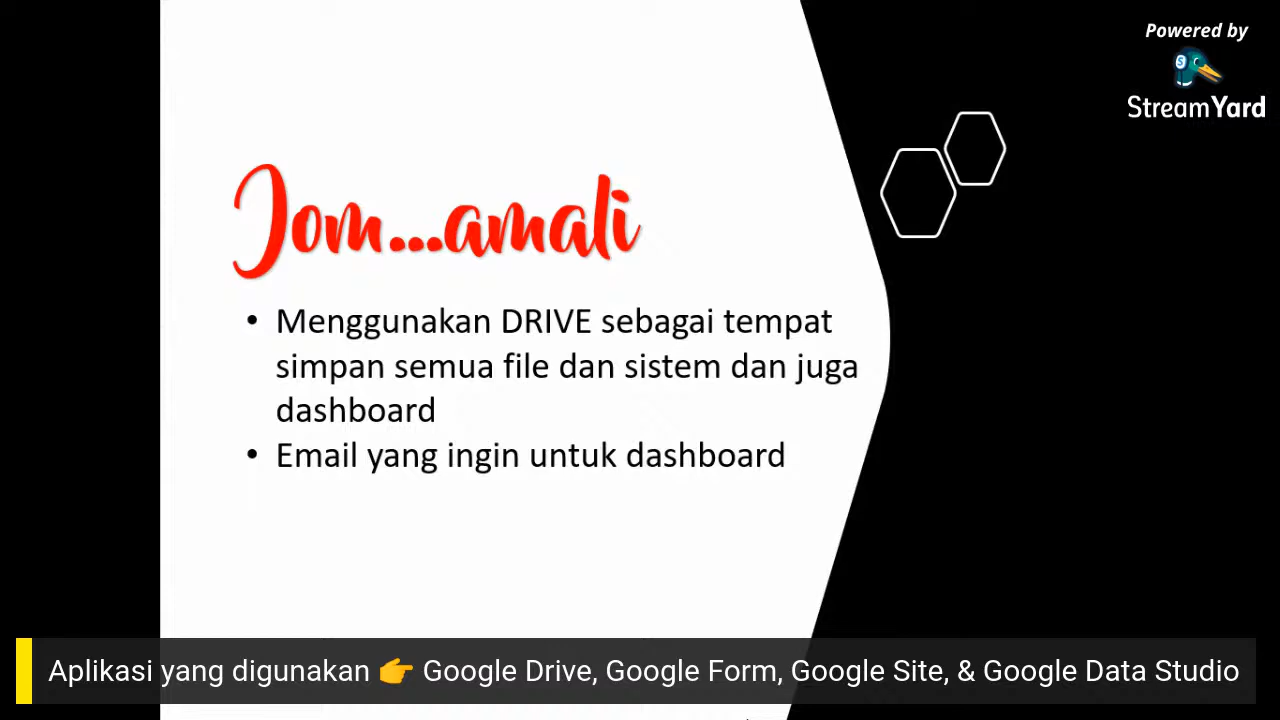 Powered by
StreamYard
Jom...amali
• Menggunakan DRIVE sebagai tempat
simpan semua file dan sistem dan juga
dashboard
• Email yang ingin untuk dashboard
Aplikasi yang digunakan 👉 Google Drive, Google Form, Google Site, & Google Data Studio